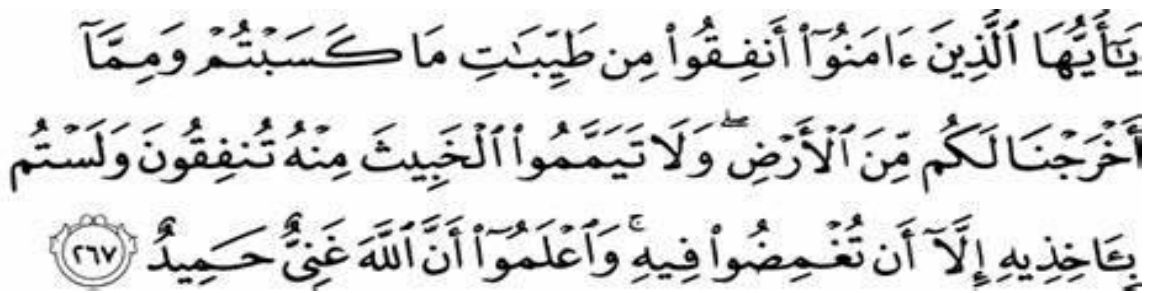 يَـٰٓأَيُّهَا ٱلَّذِينَ ءَامَنُوٓا۟ أَنفِقُوا۟ مِن طَيِّبَـٰتِ مَا كَسَبْتُمْ وَمِمَّآ
أَخْرَجْنَا لَكُم مِّنَ ٱلْأَرْضِ ۖ وَلَا تَيَمَّمُوا۟ ٱلْخَبِيثَ مِنْهُ تُنفِقُونَ وَلَسْتُم
بِـَٔاخِذِيهِ إِلَّآ أَن تُغْمِضُوا۟ فِيهِ ۚ وَٱعْلَمُوٓا۟ أَنَّ ٱللَّهَ غَنِىٌّ حَمِيدٌ ٢٦٧